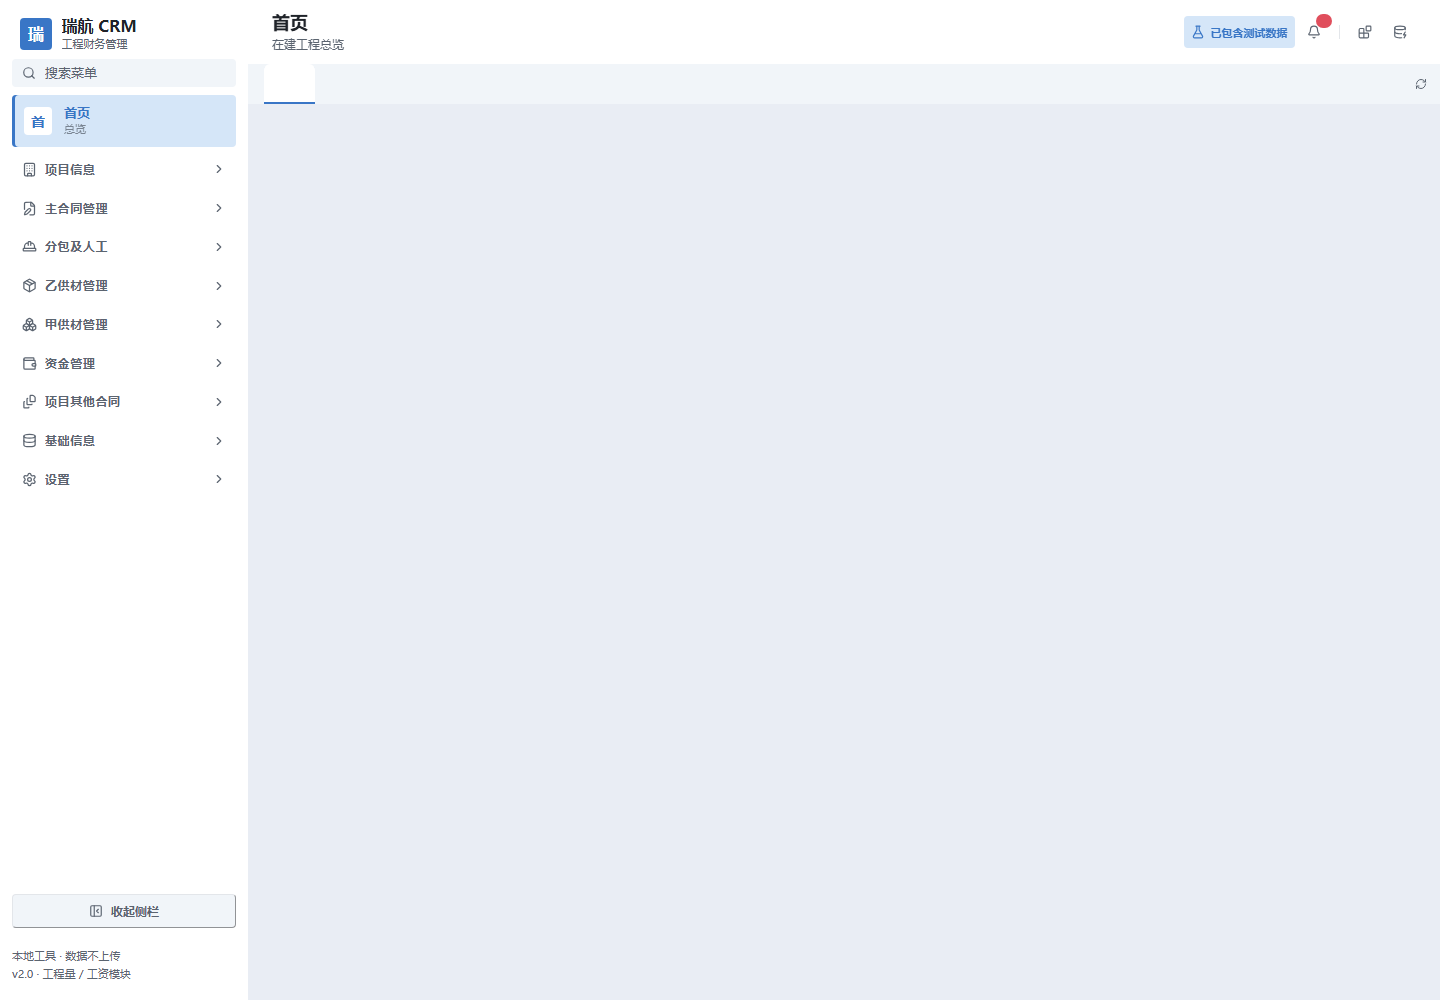 瑞
瑞航 CRM
工程财务管理
搜索菜单
首
首页
总览
项目信息
主合同管理
分包及人工
乙供材管理
甲供材管理
资金管理
项目其他合同
基础信息
设置
收起侧栏
本地工具 · 数据不上传
v2.0 · 工程量 / 工资模块
首页
在建工程总览
已包含测试数据